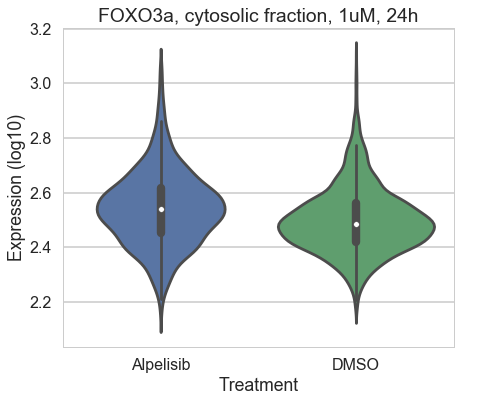 FOXO3a, cytosolic fraction, 1uM, 24h
Expression (log10)
3.2
3.0
2.8
2.6
2.4
2.2
Alpelisib
DMSO
Treatment